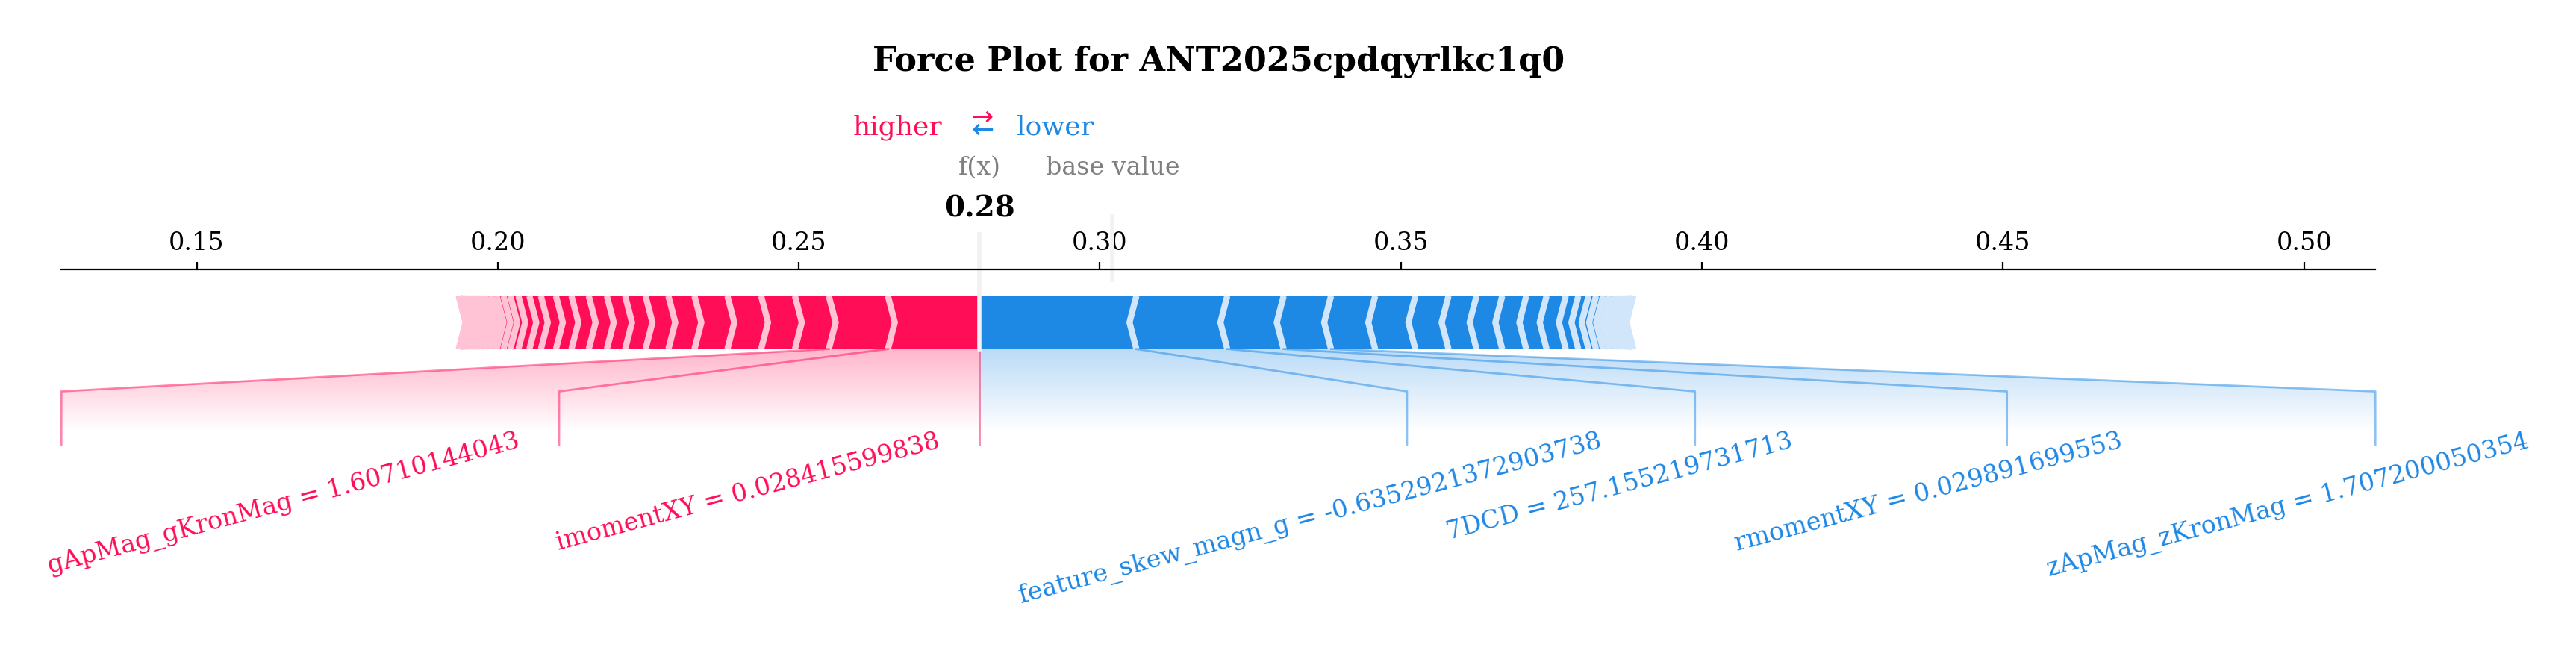 Force Plot for ANT2025cpdqyrlkc1q0
higher ⇄ lower
f(x) base value
0.28
0.15 0.20 0.25 0.30 0.35 0.40 0.45 0.50
gApMag_gKronMag = 1.60710144043
imomentXY = 0.028415599838
feature_skew_magn_g = -0.6352921372903738
7DCD = 257.155219731713
rmomentXY = 0.029891699553
zApMag_zKronMag = 1.707200050354